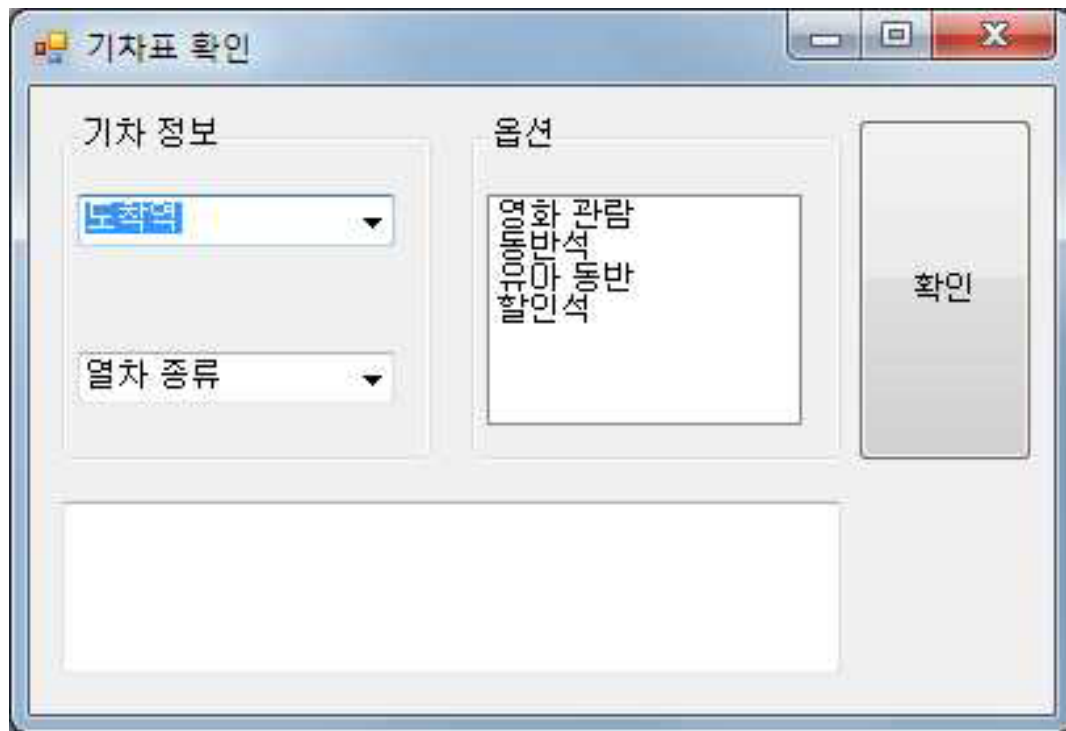 기차표 확인
기차 정보
도착역
열차 종류
옵션
영화 관람
동반석
유아 동반
할인석
확인